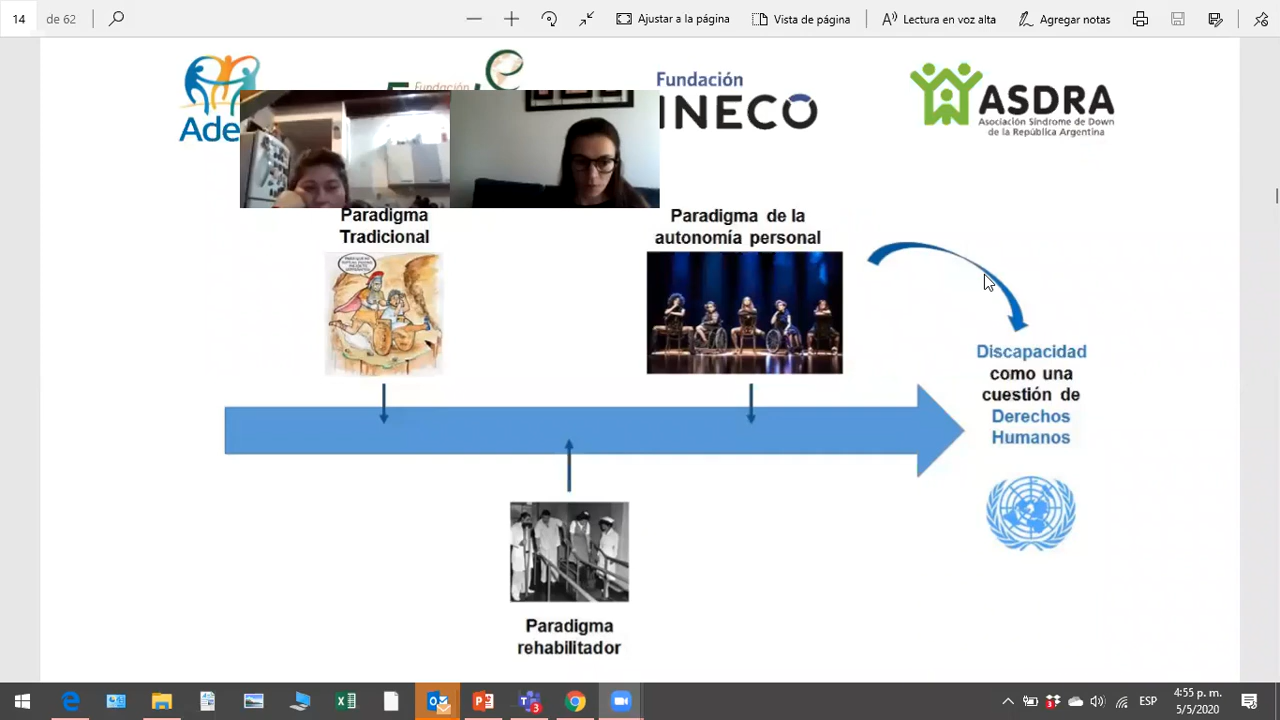 14
de 62
Ajustar a la página
Vista de página
Lectura en voz alta
Agregar notas
Ade
Fundación
Fundación
INECO
ASDRA
Asociación Síndrome de Down
de la República Argentina
Paradigma
Tradicional
Paradigma de la
autonomía personal
Discapacidad
como una
cuestión de
Derechos
Humanos
Paradigma
rehabilitador
3
3
ESP
4:55 p. m.
5/5/2020